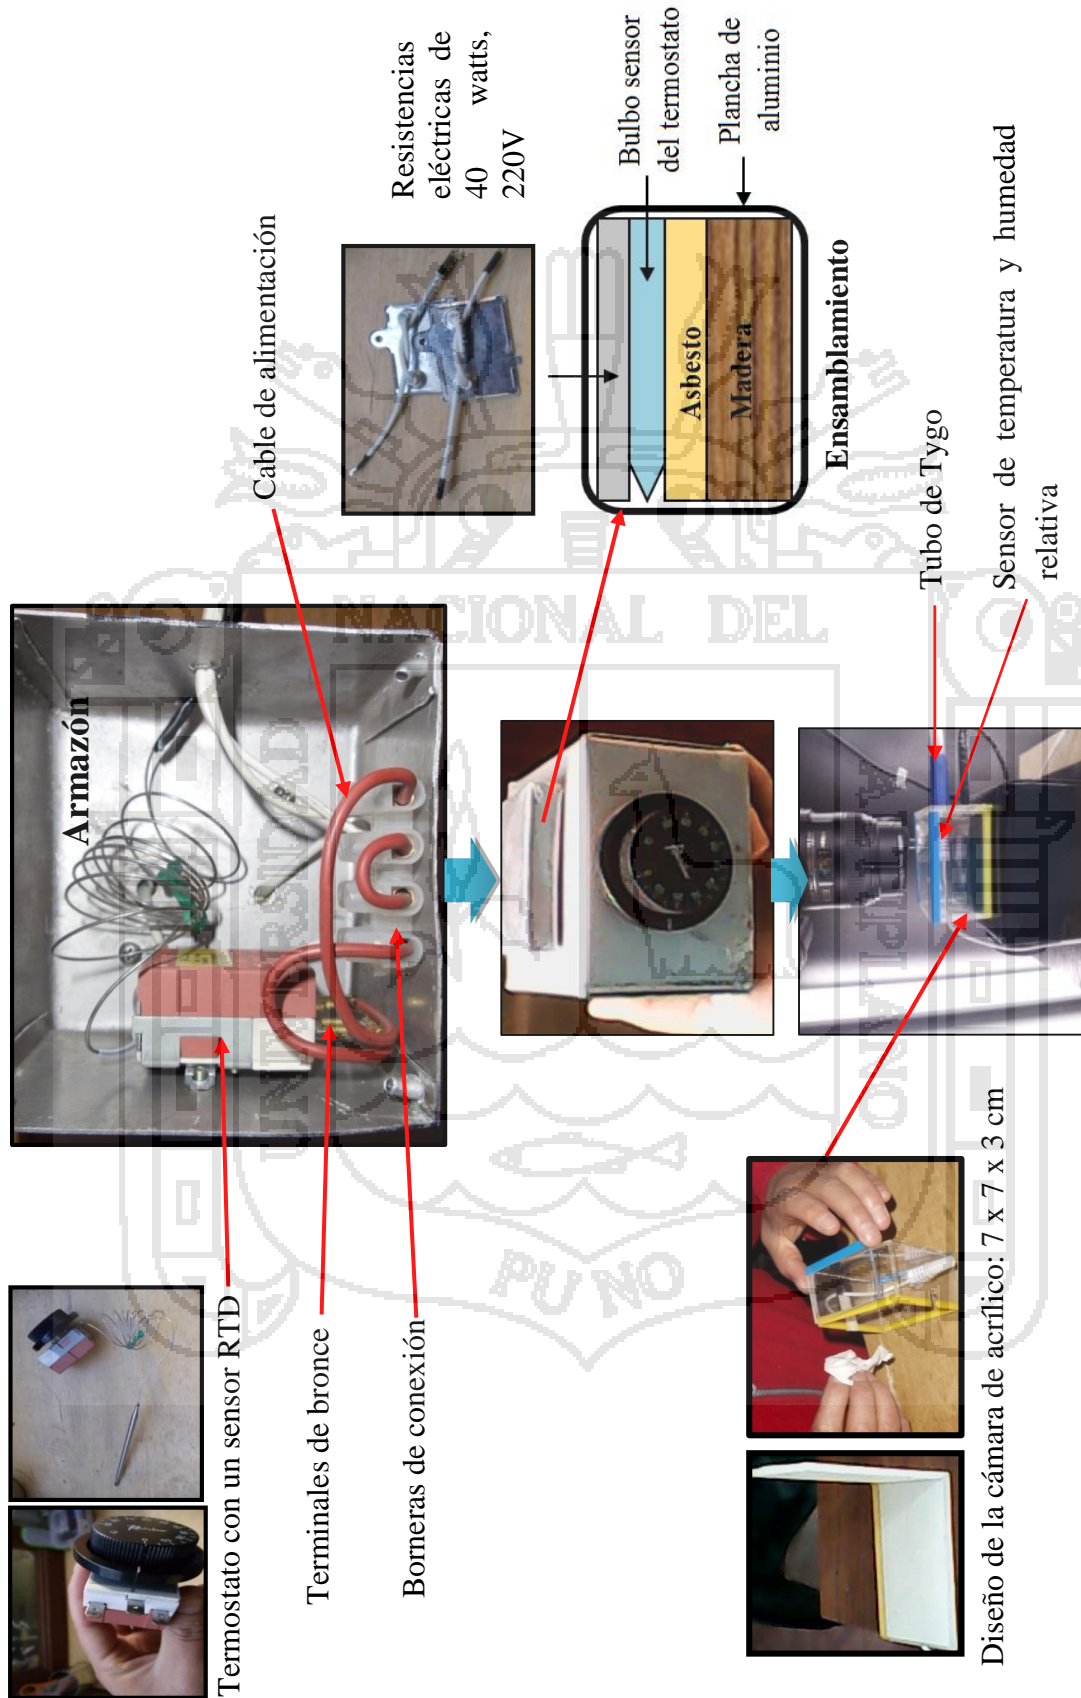 Armazón
Cable de alimentación
Resistencias
eléctricas de
40 watts,
220V
Termostato con un sensor RTD
Terminales de bronce
Borneras de conexión
Bulbo sensor
del termostato
Plancha de
aluminio
Asbesto
Madera
Ensamblamiento
Tubo de Tygo
Sensor de temperatura y humedad
relativa
Diseño de la cámara de acrílico: 7 x 7 x 3 cm
UNIVERSIDAD
NACIONAL DEL
ALTIPLANO
PUNO